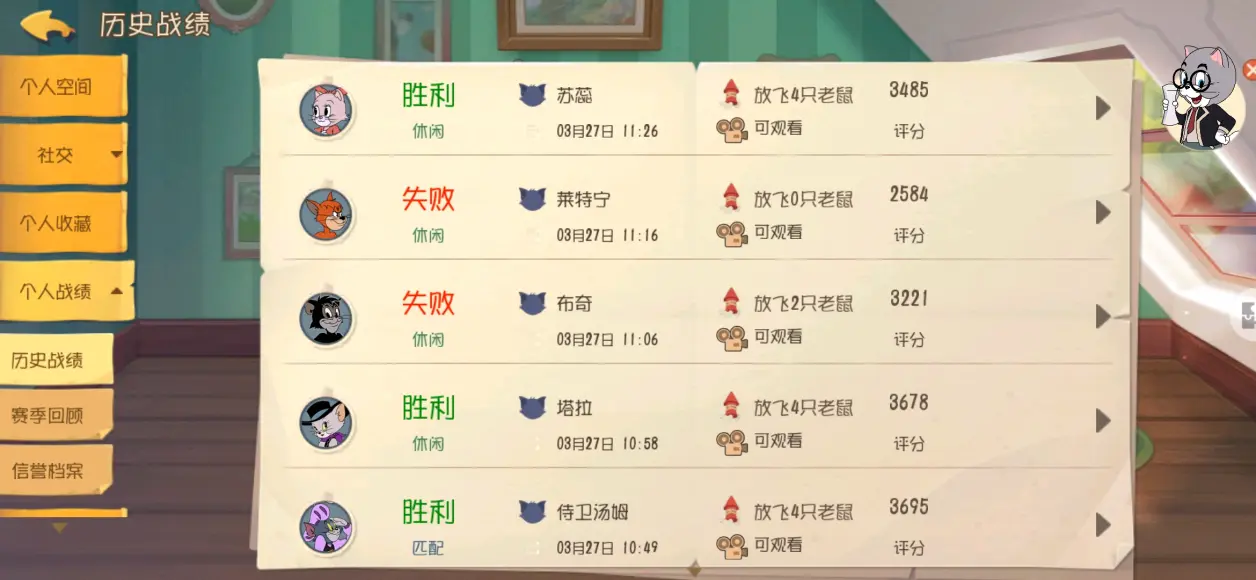 历史战绩
个人空间
社交
个人收藏
个人战绩
历史战绩
赛季回顾
信誉档案
胜利 苏蕊 放飞4只老鼠 3485
休闲 03月27日 11:26 可观看 评分
失败 莱特宁 放飞0只老鼠 2584
休闲 03月27日 11:16 可观看 评分
失败 布奇 放飞2只老鼠 3221
休闲 03月27日 11:06 可观看 评分
胜利 塔拉 放飞4只老鼠 3678
休闲 03月27日 10:58 可观看 评分
胜利 侍卫汤姆 放飞4只老鼠 3695
匹配 03月27日 10:49 可观看 评分